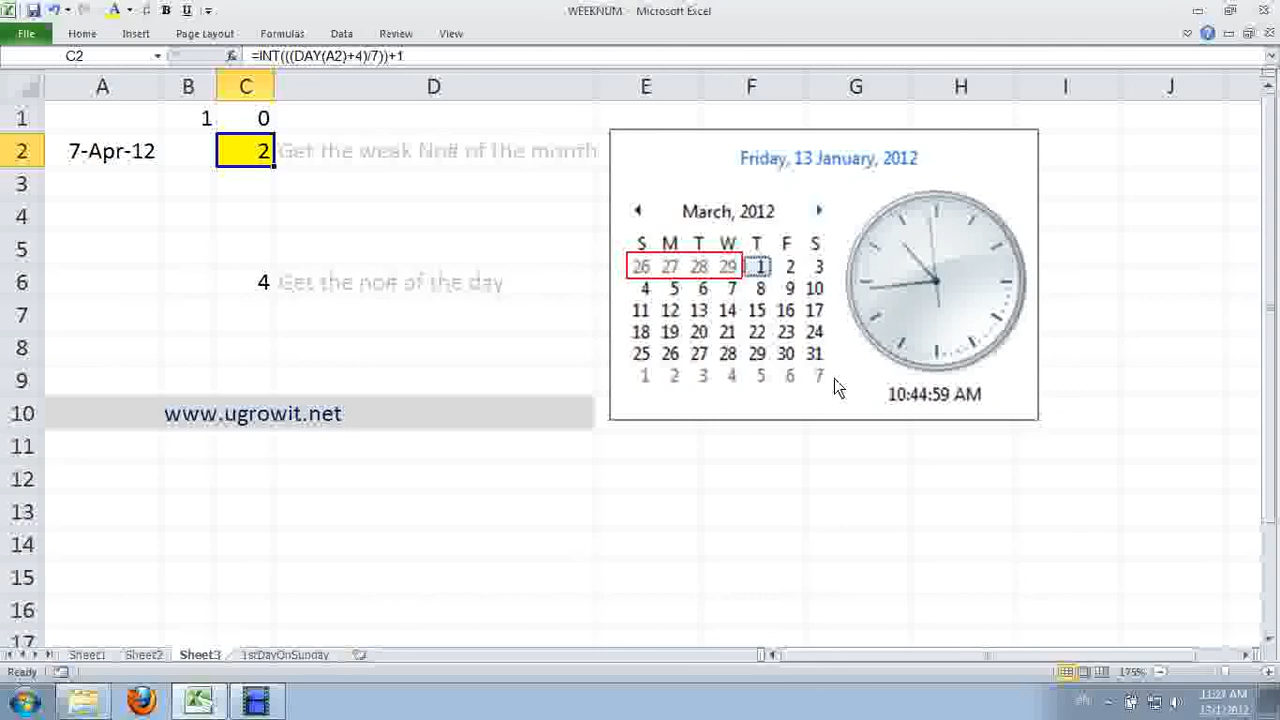 WEEKNUM - Microsoft Excel
File Home Insert Page Layout Formulas Data Review View
C2 fx =INT(((DAY(A2)+4)/7))+1
A B C D E F G H I J
1 1 0
2 7-Apr-12 2 Get the weak No# of the month
3
4
5
6 4 Get the no# of the day
7
8
9
10 www.ugrowit.net
11
12
13
14
15
16
17
Friday, 13 January, 2012
March, 2012
S M T W T F S
26 27 28 29 1 2 3
4 5 6 7 8 9 10
11 12 13 14 15 16 17
18 19 20 21 22 23 24
25 26 27 28 29 30 31
1 2 3 4 5 6 7
10:44:59 AM
Sheet1 Sheet2 Sheet3 1stDayOnSunday
Ready 175%
13/1/2012